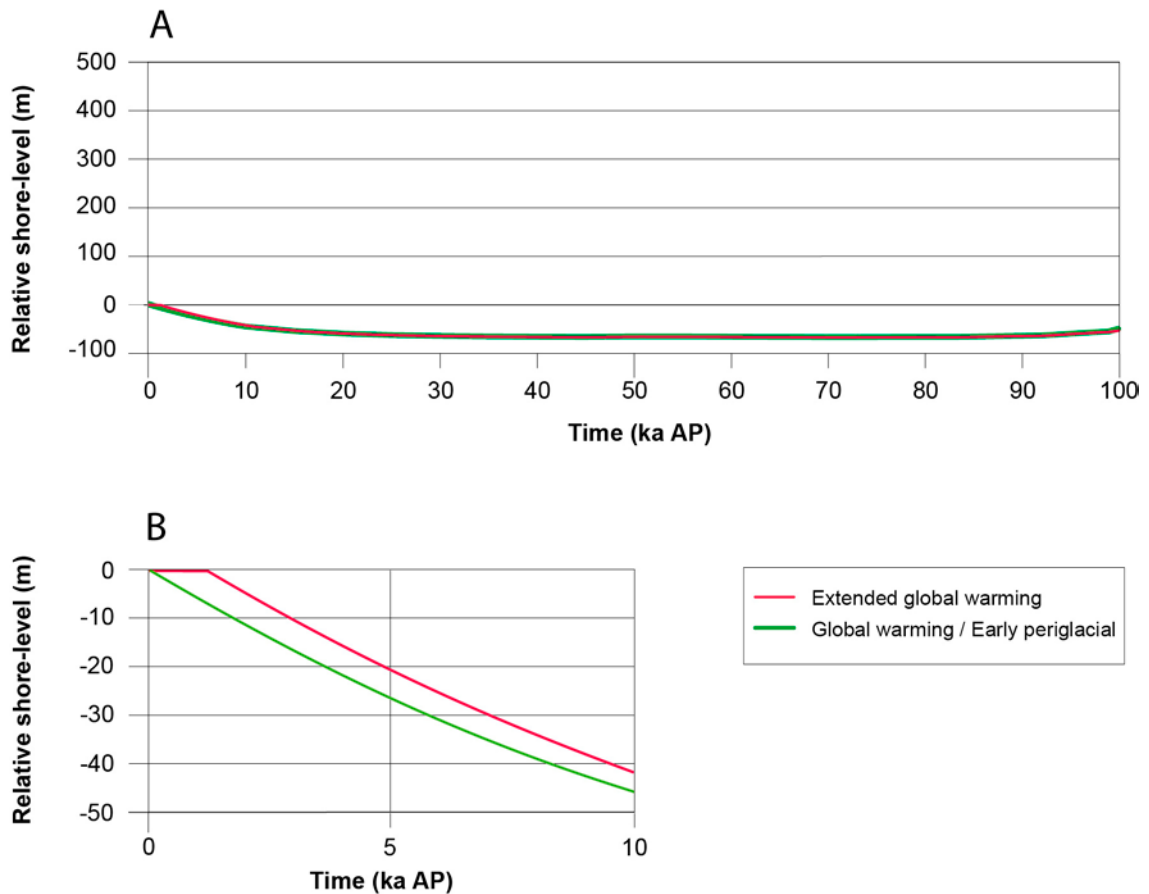 A
Relative shore-level (m)
500
400
300
200
100
0
-100
0 10 20 30 40 50 60 70 80 90 100
Time (ka AP)
B
Relative shore-level (m)
0
-10
-20
-30
-40
-50
0 5 10
Time (ka AP)
Extended global warming
Global warming / Early periglacial